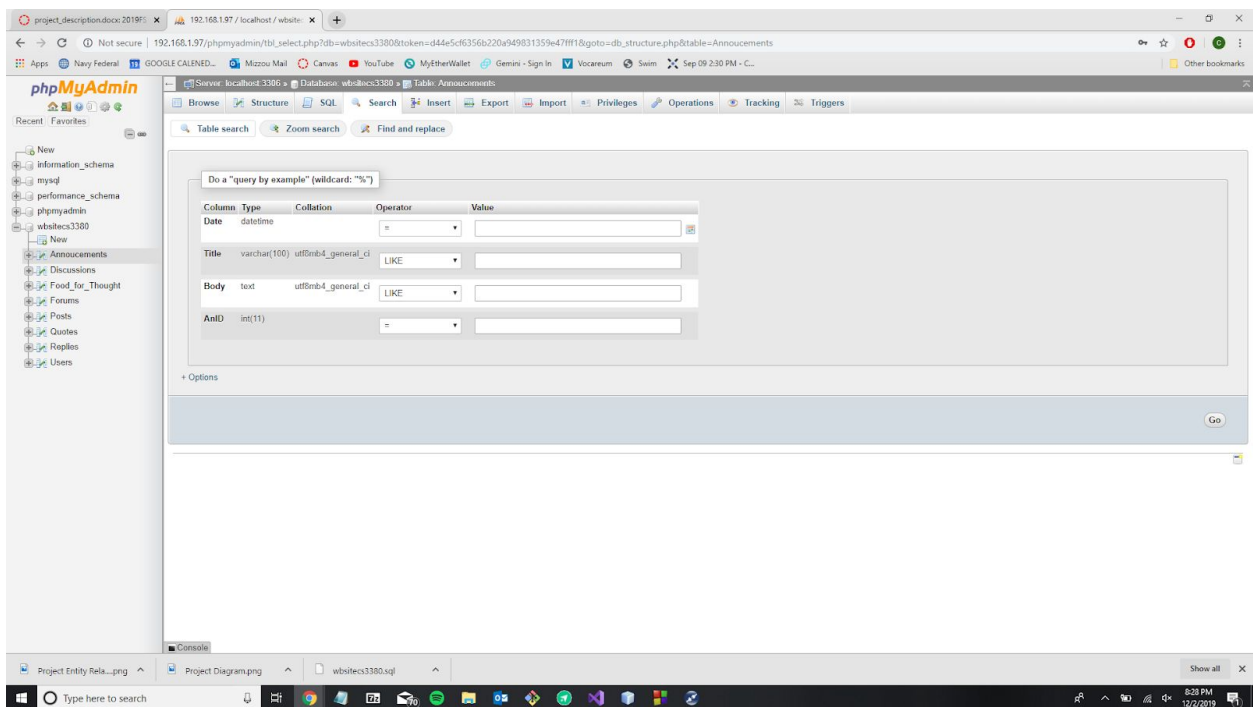 project_description.docx: 2019FS
192.168.1.97 / localhost / wbsitec
Not secure | 192.168.1.97/phpmyadmin/tbl_select.php?db=wbsitecs3380&token=d44e5cf6356b220a949831359e47fff1&goto=db_structure.php&table=Annoucements
Apps Navy Federal GOOGLE CALENED... Mizzou Mail Canvas YouTube MyEtherWallet Gemini - Sign In Vocareum Swim Sep 09 2:30 PM - C... Other bookmarks
phpMyAdmin
Recent Favorites
New
information_schema
mysql
performance_schema
phpmyadmin
wbsitecs3380
New
Annoucements
Discussions
Food_for_Thought
Forums
Posts
Quotes
Replies
Users
Server: localhost:3306 » Database: wbsitecs3380 » Table: Annoucements
Browse Structure SQL Search Insert Export Import Privileges Operations Tracking Triggers
Table search Zoom search Find and replace
Do a "query by example" (wildcard: "%")
Column Type Collation Operator Value
Date datetime =
Title varchar(100) utf8mb4_general_ci LIKE
Body text utf8mb4_general_ci LIKE
AnID int(11) =
+ Options
Go
Console
Project Entity Rela....png Project Diagram.png wbsitecs3380.sql Show all
Type here to search
8:28 PM
12/2/2019